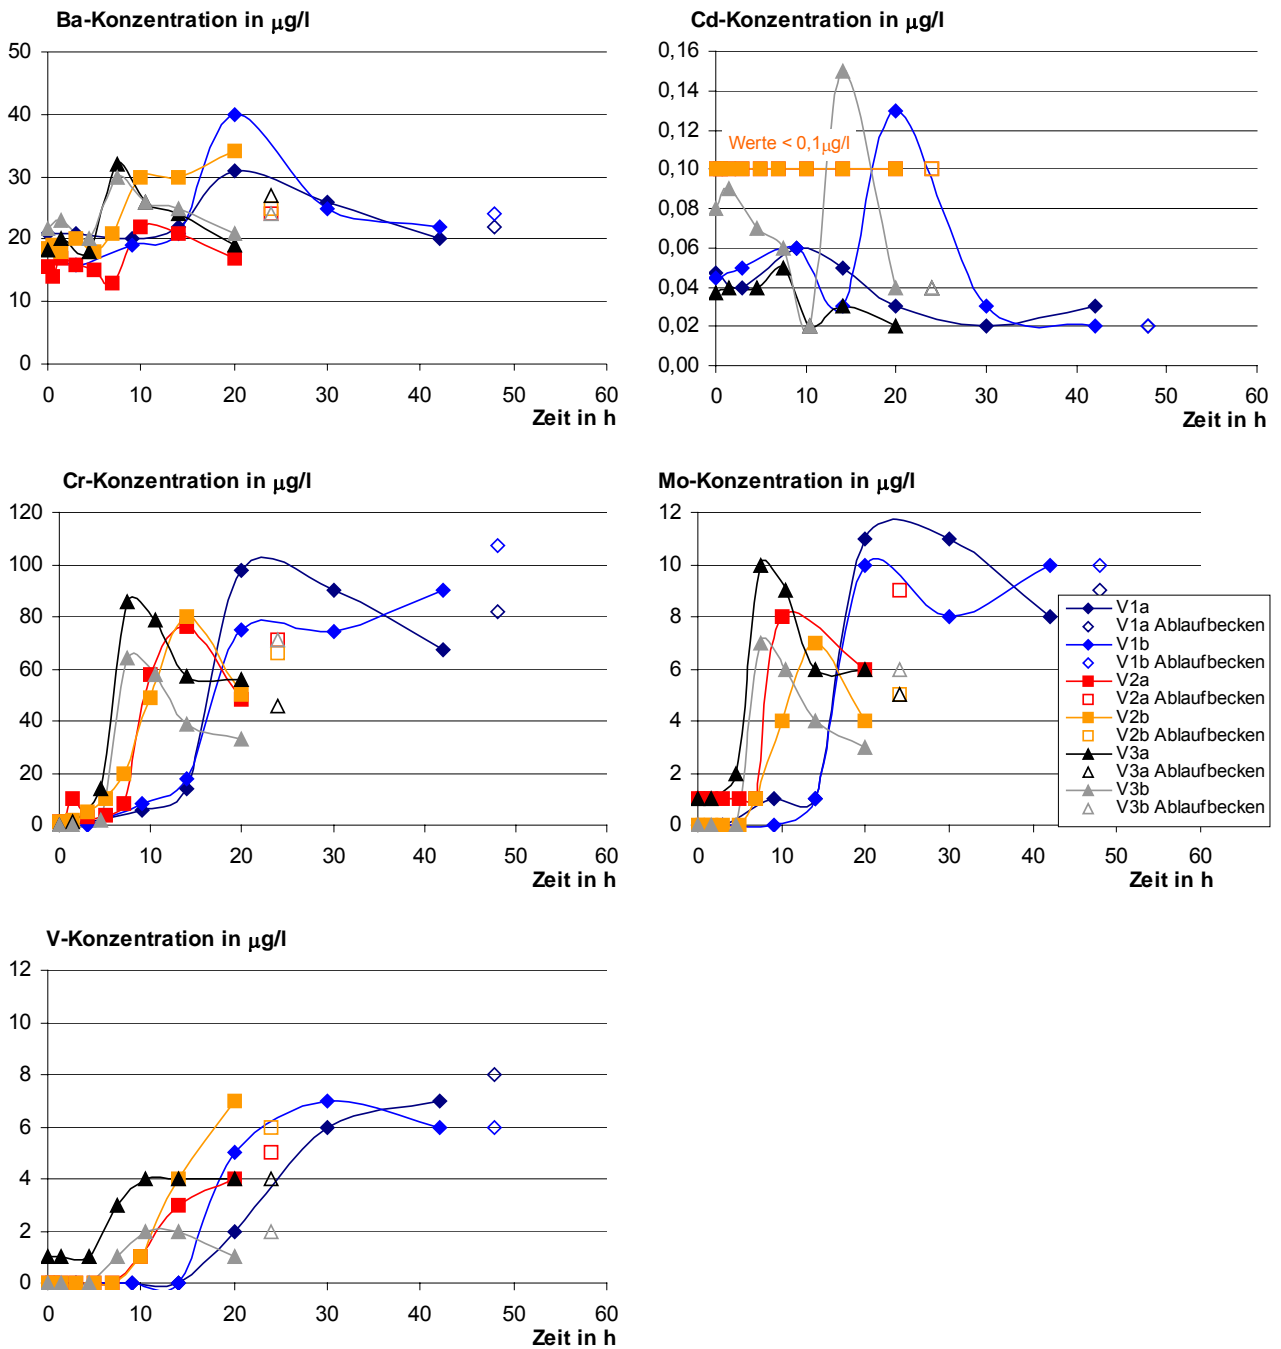 Ba-Konzentration in µg/l
50
40
30
20
10
0
0 10 20 30 40 50 60
Zeit in h
Cd-Konzentration in µg/l
0,16
0,14
0,12
Werte < 0,1µg/l
0,10
0,08
0,06
0,04
0,02
0,00
0 10 20 30 40 50 60
Zeit in h
Cr-Konzentration in µg/l
120
100
80
60
40
20
0
0 10 20 30 40 50 60
Zeit in h
Mo-Konzentration in µg/l
12
10
8
6
4
2
0
0 10 20 30 40 50 60
Zeit in h
V1a
V1a Ablaufbecken
V1b
V1b Ablaufbecken
V2a
V2a Ablaufbecken
V2b
V2b Ablaufbecken
V3a
V3a Ablaufbecken
V3b
V3b Ablaufbecken
V-Konzentration in µg/l
12
10
8
6
4
2
0
0 10 20 30 40 50 60
Zeit in h